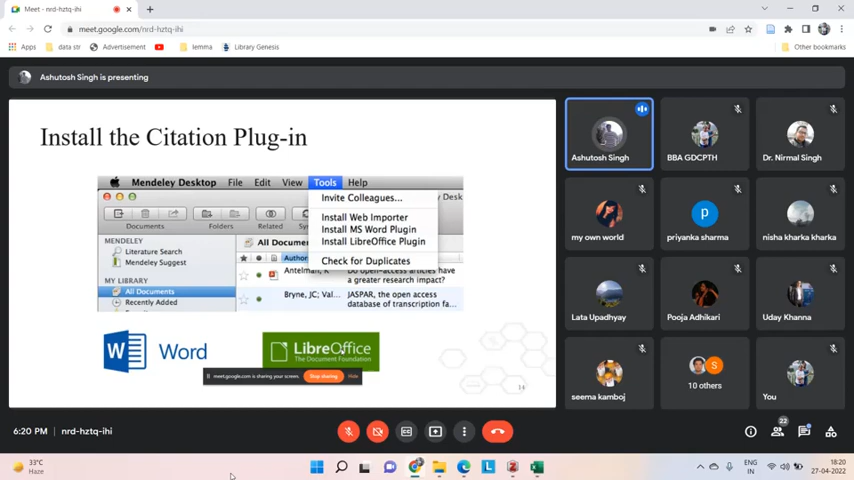 Meet - nrd-hztq-ihi
meet.google.com/nrd-hztq-ihi
Apps
data str
Advertisement
lemma
Library Genesis
Other bookmarks
Ashutosh Singh is presenting
Install the Citation Plug-in
Mendeley Desktop File Edit View Tools Help
Invite Colleagues...
Install Web Importer
Install MS Word Plugin
Install LibreOffice Plugin
Check for Duplicates
Documents
Folders
Related
MENDELEY
Literature Search
Mendeley Suggest
MY LIBRARY
All Documents
Recently Added
Author
Antelman, K
Do open-access articles have
a greater research impact?
Bryne, JC; Val...
JASPAR, the open access
database of transcription fa...
W Word
LibreOffice
The Document Foundation
meet.google.com is sharing your screen.
Stop sharing
Hide
14
Ashutosh Singh
BBA GDCPTH
Dr. Nirmal Singh
my own world
p
priyanka sharma
nisha kharka kharka
Lata Upadhyay
Pooja Adhikari
Uday Khanna
seema kamboj
S
10 others
You
6:20 PM
nrd-hztq-ihi
22
33°C
Haze
L
ENG
IN
18:20
27-04-2022